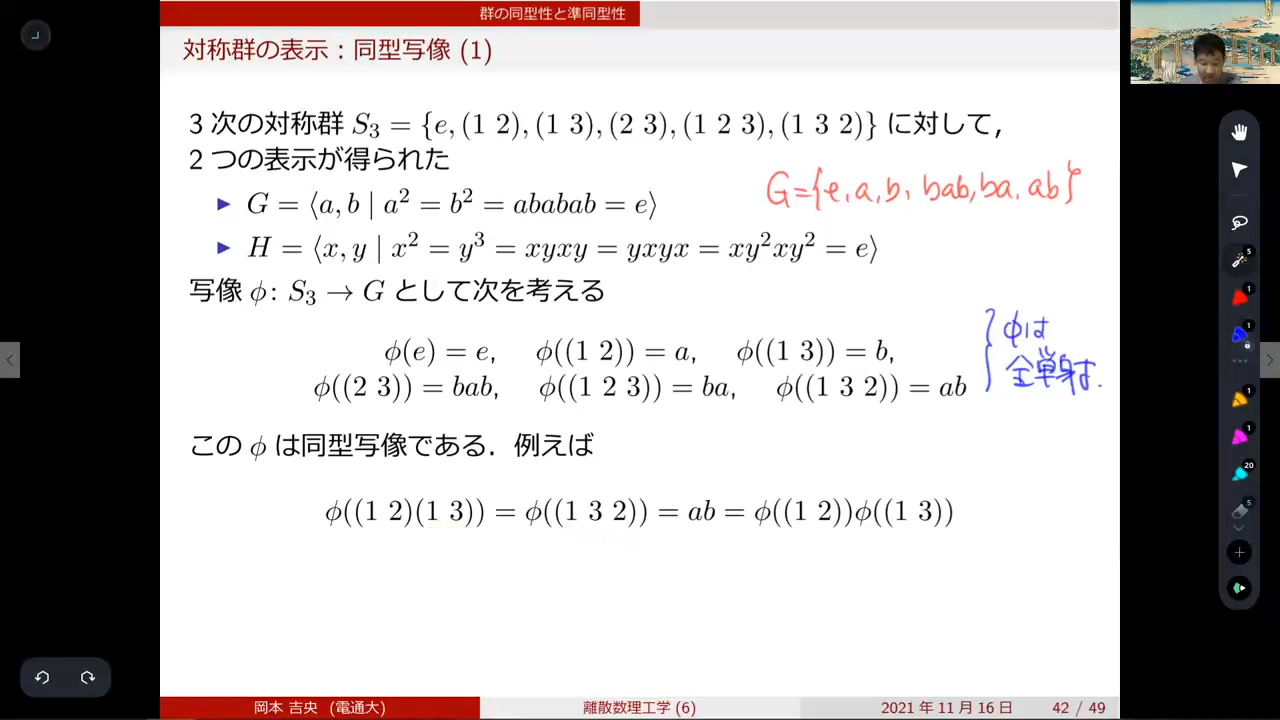 群の同型性と準同型性
対称群の表示：同型写像 (1)
3 次の対称群 S₃ = {e, (1 2), (1 3), (2 3), (1 2 3), (1 3 2)} に対して，
2 つの表示が得られた
G={e, a, b, bab, ba, ab}
▶ G = ⟨a, b | a² = b² = ababab = e⟩
▶ H = ⟨x, y | x² = y³ = xyxy = yxyx = xy²xy² = e⟩
写像 ϕ: S₃ → G として次を考える
ϕ(e) = e, ϕ((1 2)) = a, ϕ((1 3)) = b,
ϕ((2 3)) = bab, ϕ((1 2 3)) = ba, ϕ((1 3 2)) = ab
ϕは
全単射.
この ϕ は同型写像である．例えば
ϕ((1 2)(1 3)) = ϕ((1 3 2)) = ab = ϕ((1 2))ϕ((1 3))
5
1
1
1
1
20
5
岡本 吉央 （電通大） 離散数理工学 (6) 2021 年 11 月 16 日 42 / 49